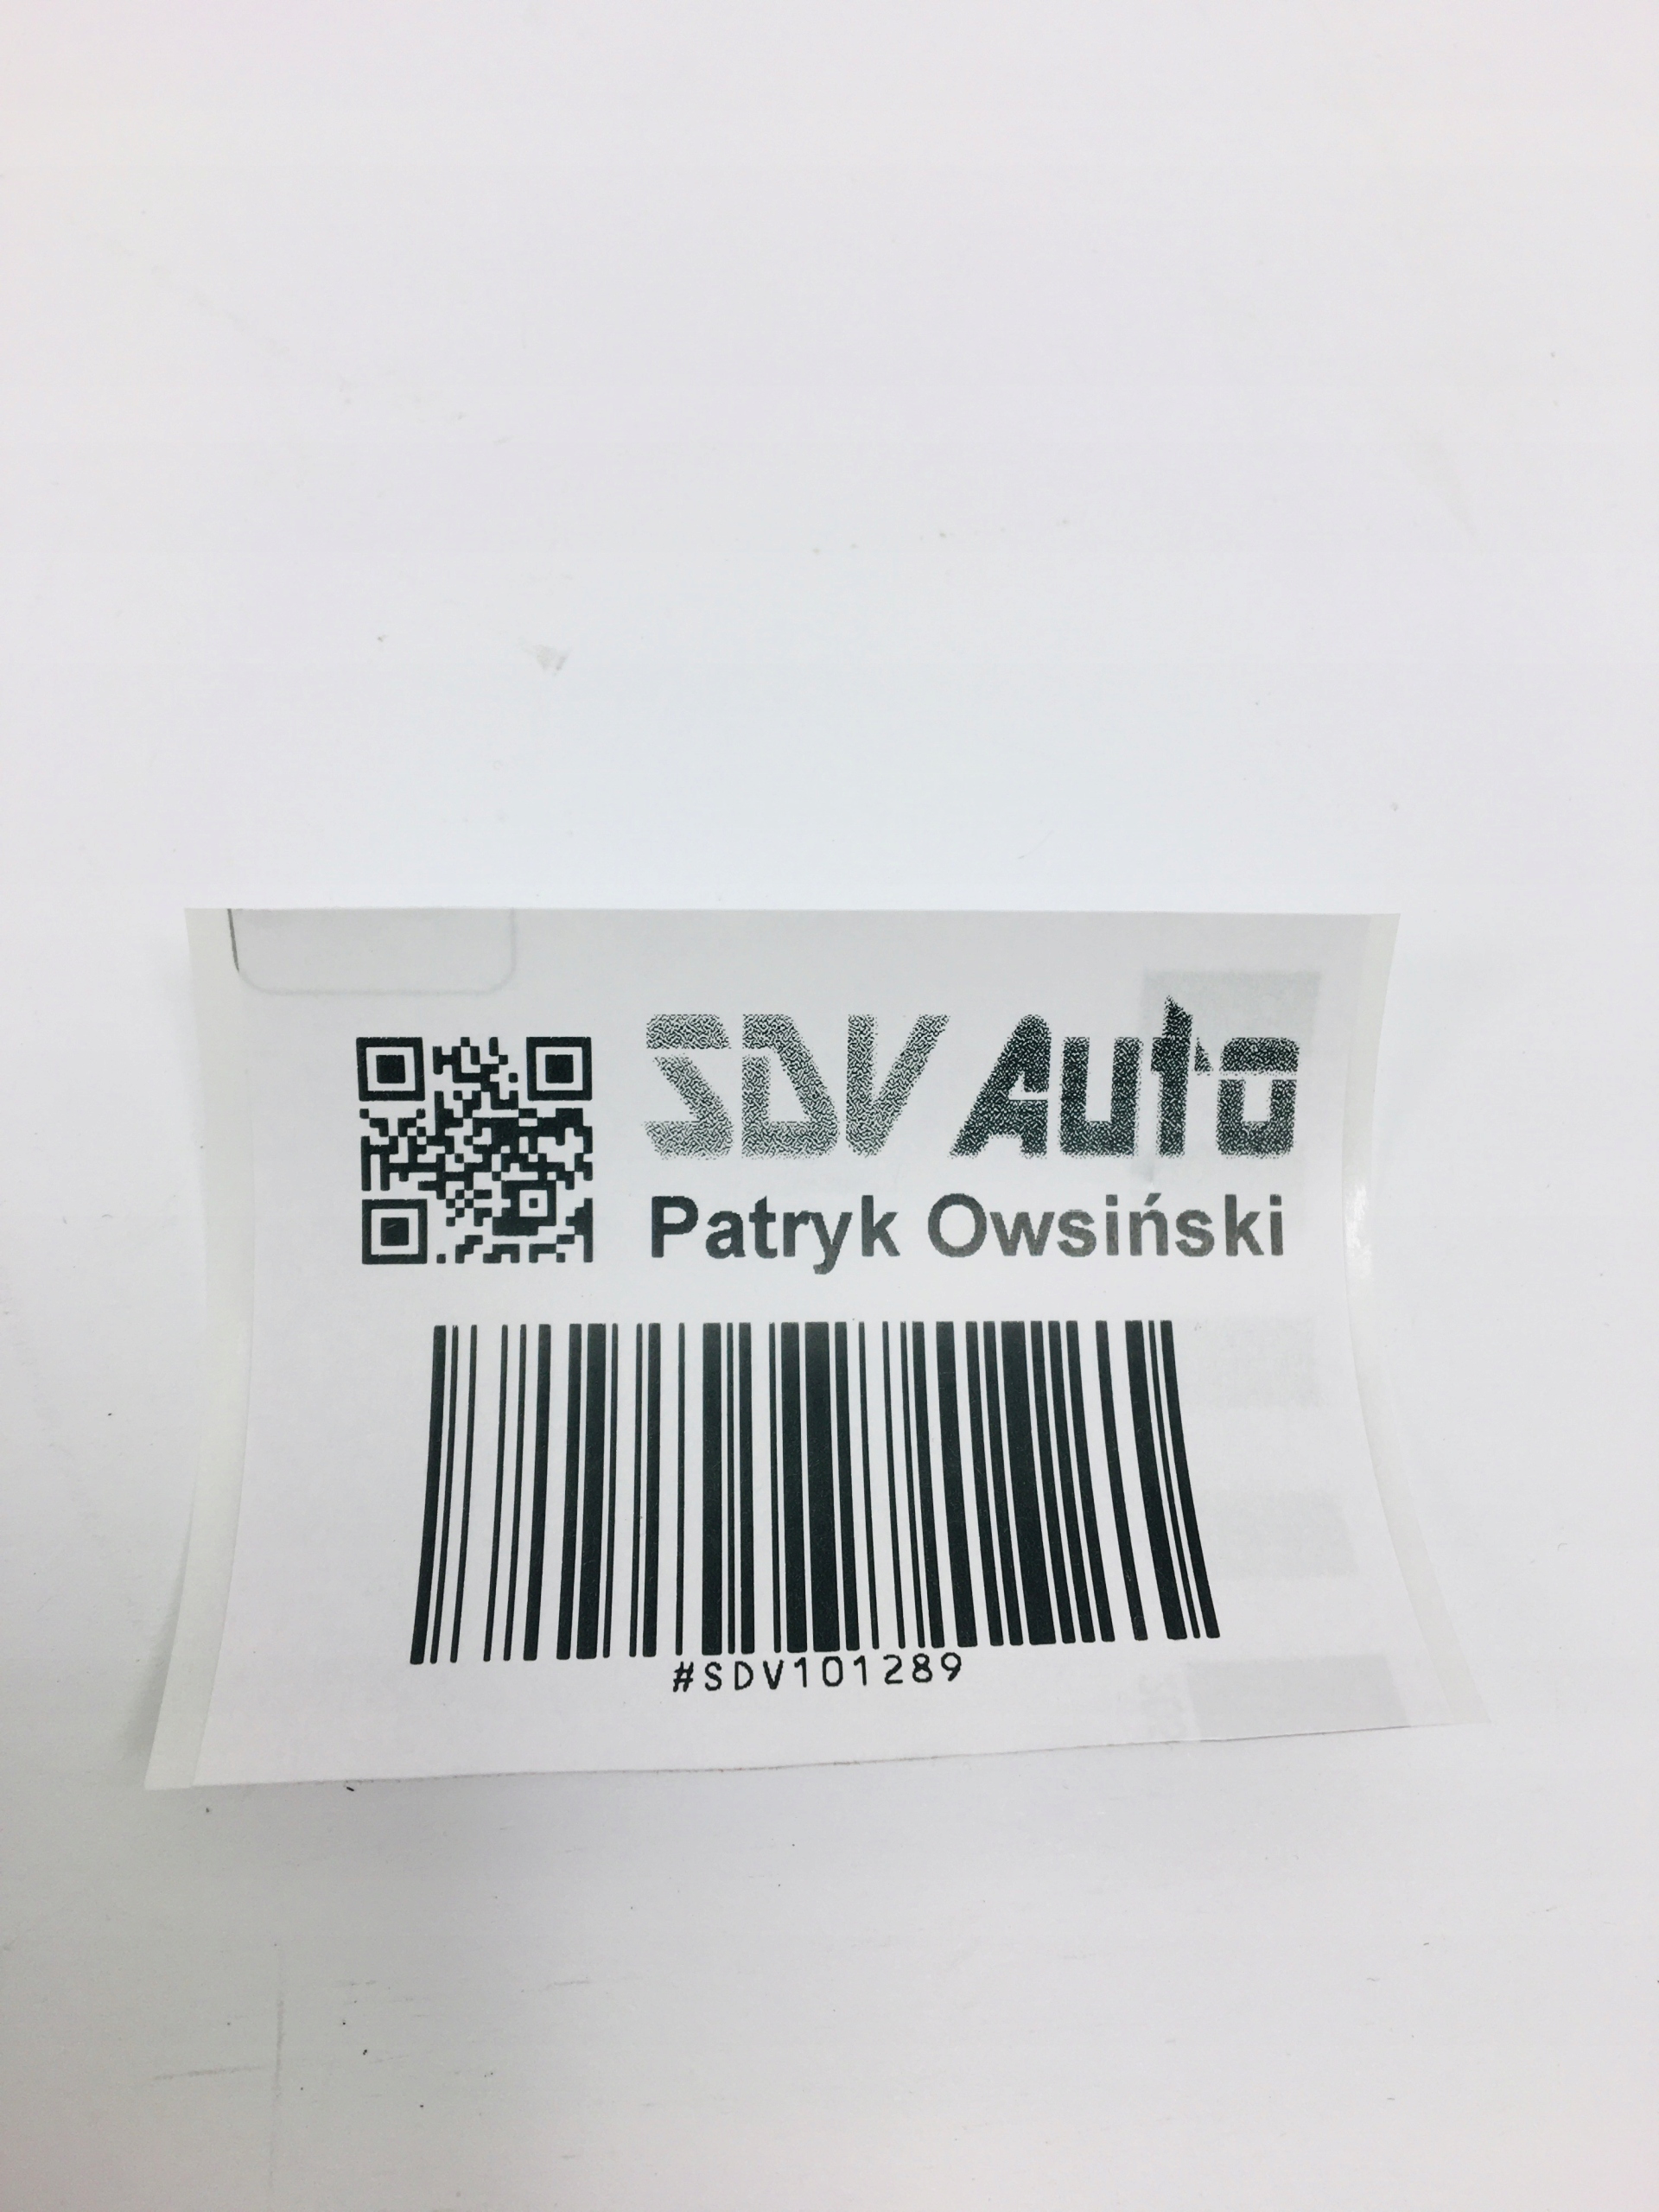 SDV Auto
Patryk Owsiński
#SDV101289